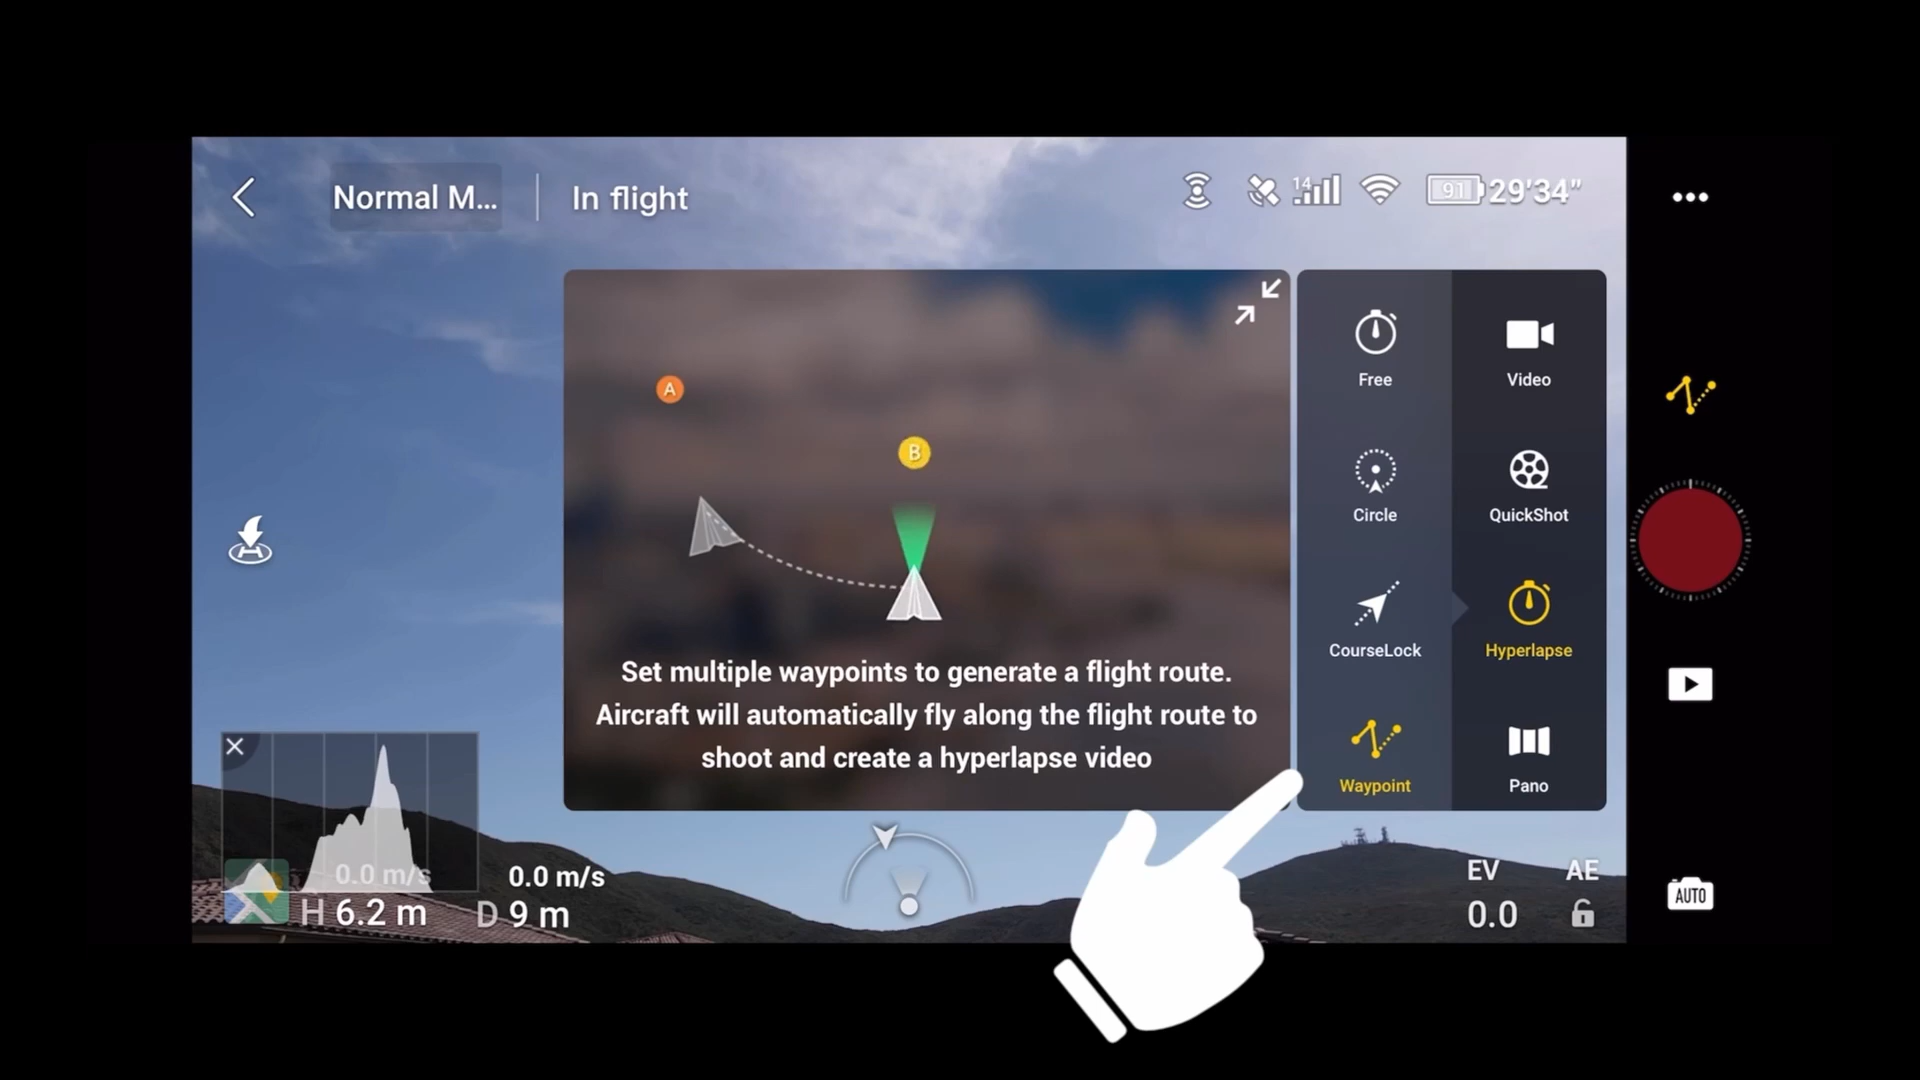 Normal M...
In flight
14
91
29'34"
A
B
Set multiple waypoints to generate a flight route.
Aircraft will automatically fly along the flight route to
shoot and create a hyperlapse video
Free
Video
Circle
QuickShot
CourseLock
Hyperlapse
Waypoint
Pano
0.0 m/s
0.0 m/s
H 6.2 m
D 9 m
EV
AE
0.0
AUTO